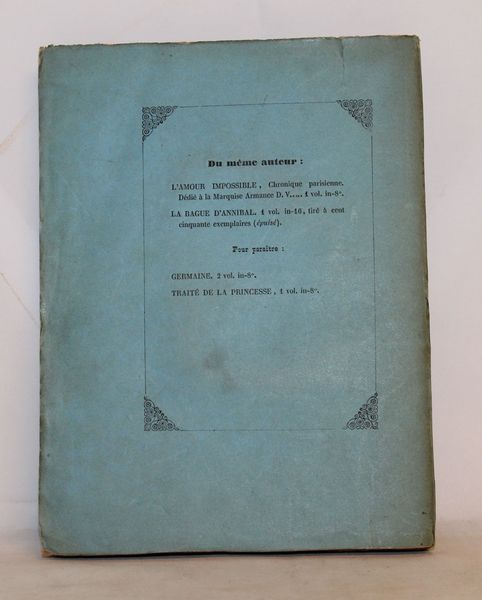 Du même auteur :
L'AMOUR IMPOSSIBLE, Chronique parisienne.
Dédié à la Marquise Armance D. V..... 1 vol. in-8°.
LA BAGUE D'ANNIBAL. 1 vol. in-16, tiré à cent
cinquante exemplaires (épuisé).
Pour paraître :
GERMAINE. 2 vol. in-8°.
TRAITÉ DE LA PRINCESSE, 1 vol. in-8°.